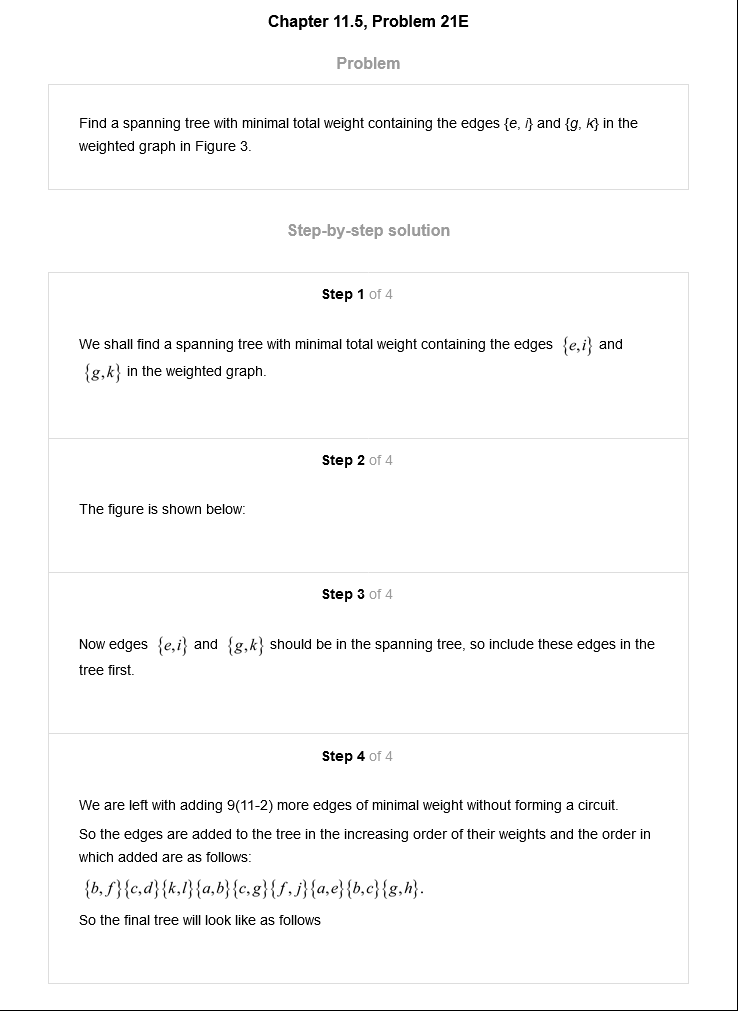 Chapter 11.5, Problem 21E
Problem
Find a spanning tree with minimal total weight containing the edges {e, i} and {g, k} in the
weighted graph in Figure 3.
Step-by-step solution
Step 1 of 4
We shall find a spanning tree with minimal total weight containing the edges {e,i} and
{g,k} in the weighted graph.
Step 2 of 4
The figure is shown below:
Step 3 of 4
Now edges {e,i} and {g,k} should be in the spanning tree, so include these edges in the
tree first.
Step 4 of 4
We are left with adding 9(11-2) more edges of minimal weight without forming a circuit.
So the edges are added to the tree in the increasing order of their weights and the order in
which added are as follows:
{b,f}{c,d}{k,l}{a,b}{c,g}{f,j}{a,e}{b,c}{g,h}.
So the final tree will look like as follows